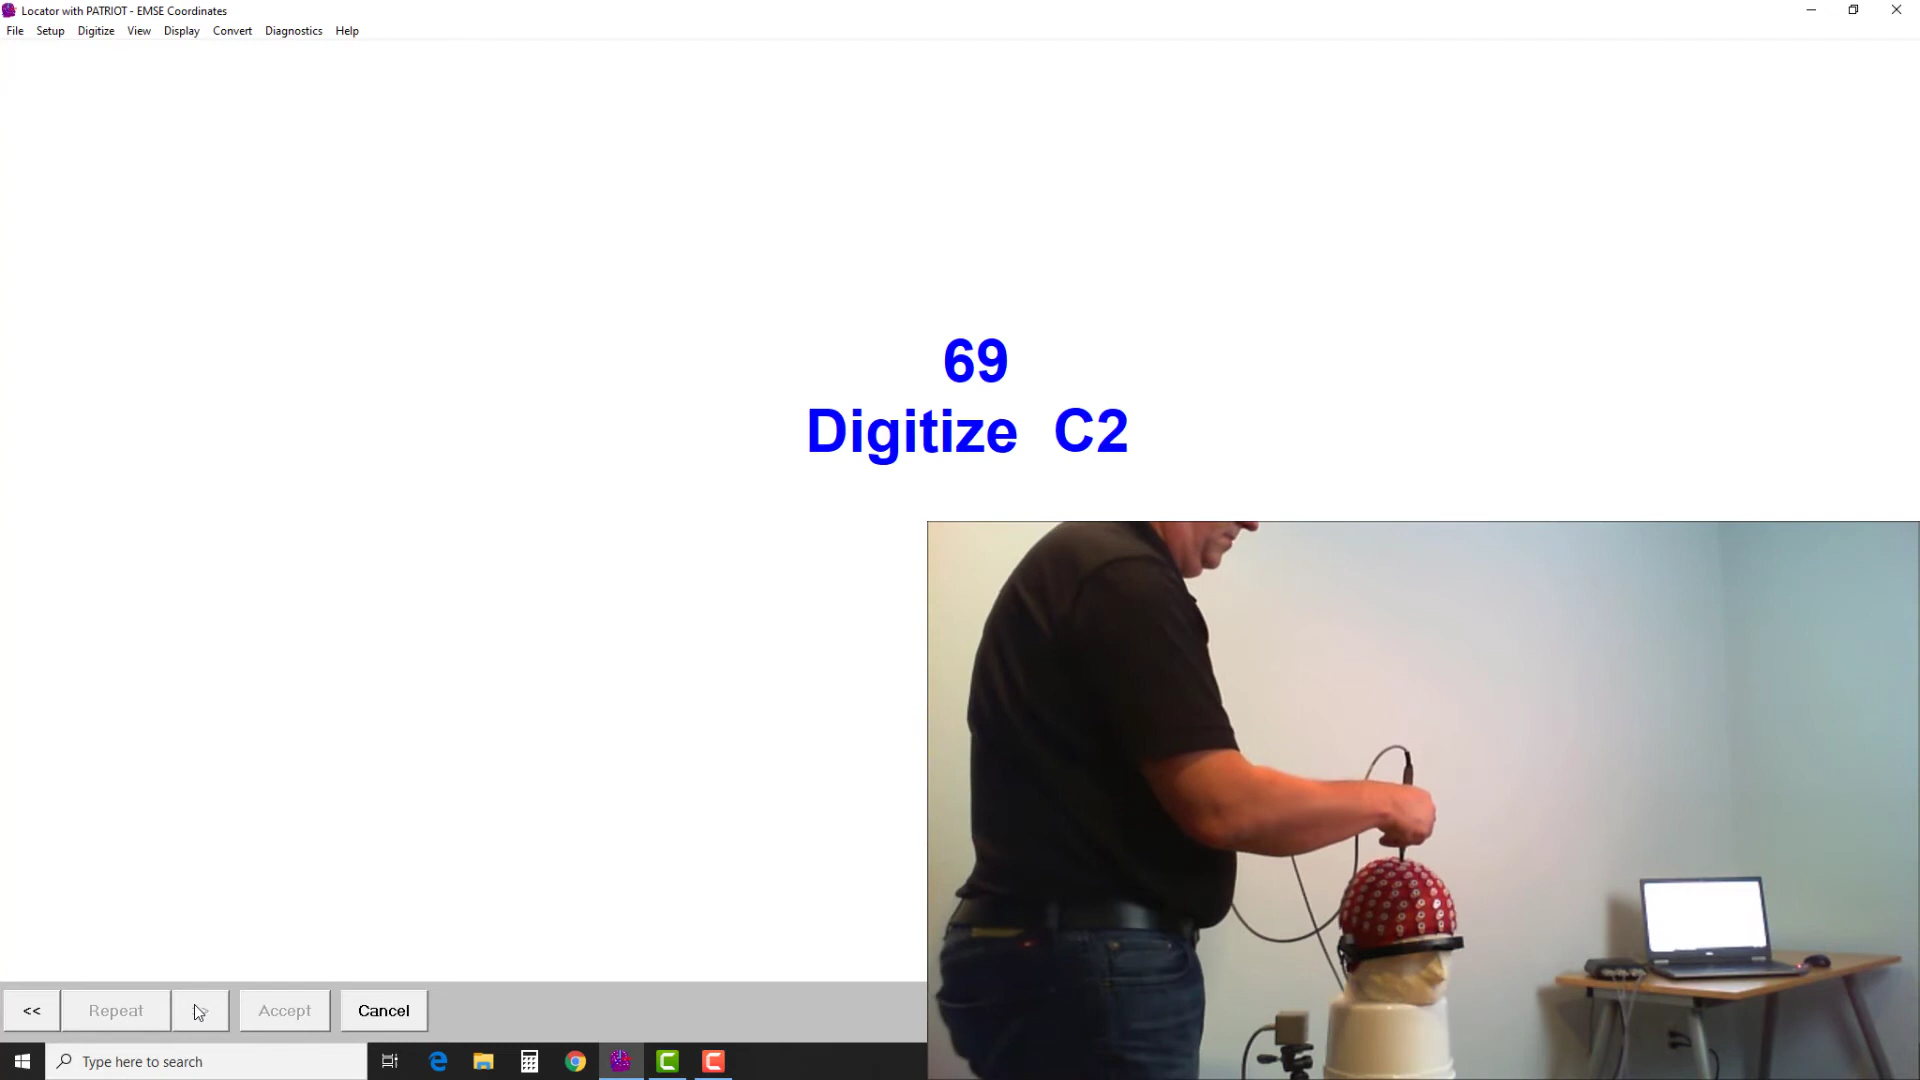 Locator with PATRIOT - EMSE Coordinates
File Setup Digitize View Display Convert Diagnostics Help
69
Digitize C2
<< Repeat Accept Cancel
Type here to search